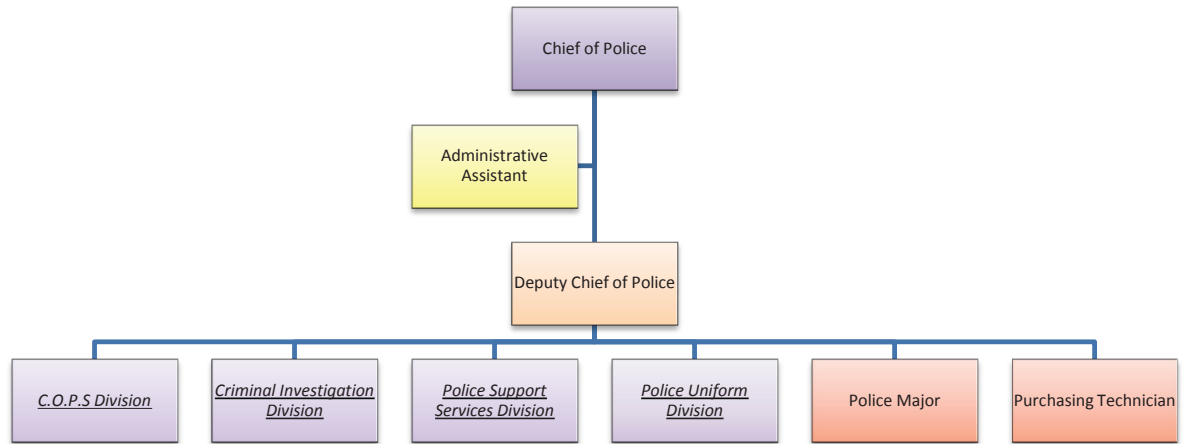 Chief of Police
Administrative
Assistant
Deputy Chief of Police
C.O.P.S Division
Criminal Investigation
Division
Police Support
Services Division
Police Uniform
Division
Police Major
Purchasing Technician